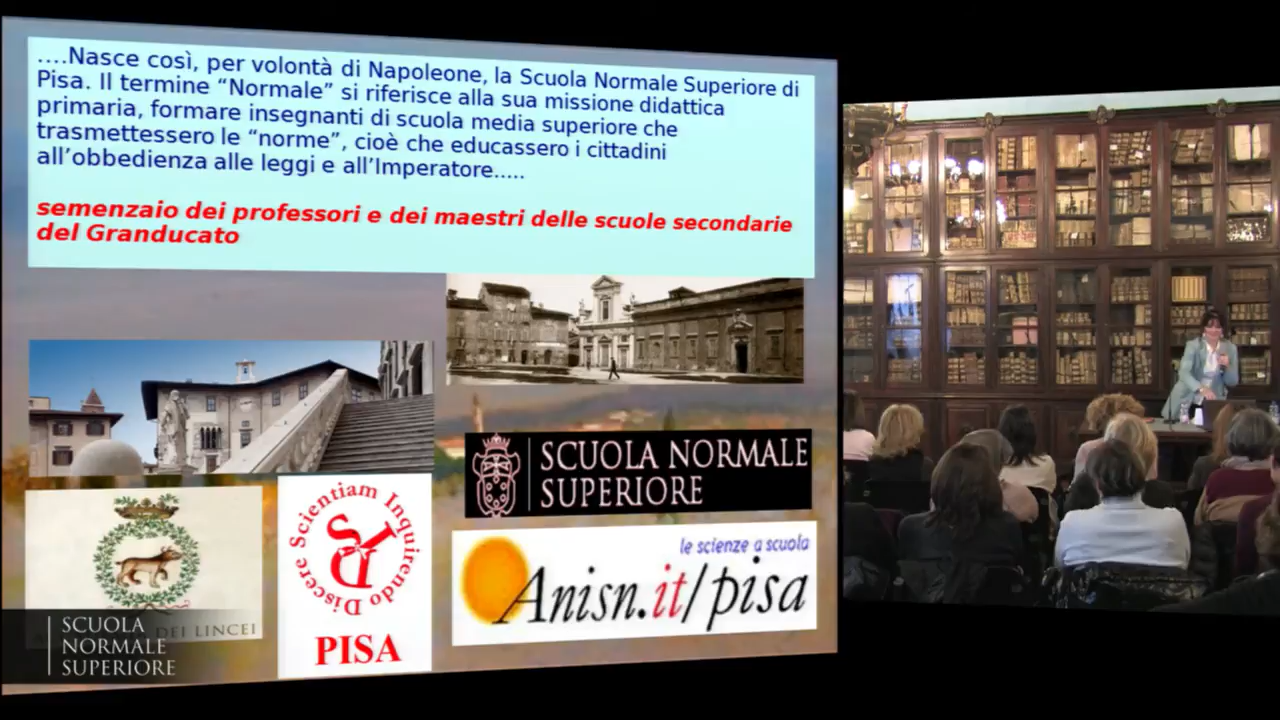 ....Nasce così, per volontà di Napoleone, la Scuola Normale Superiore di
Pisa. Il termine “Normale” si riferisce alla sua missione didattica
primaria, formare insegnanti di scuola media superiore che
trasmettessero le “norme”, cioè che educassero i cittadini
all’obbedienza alle leggi e all’Imperatore.....
semenzaio dei professori e dei maestri delle scuole secondarie
del Granducato
SCUOLA NORMALE
SUPERIORE
DEI LINCEI
Scientiam Inquirendo Discere
PISA
le scienze a scuola
Anisn.it/pisa
SCUOLA
NORMALE
SUPERIORE